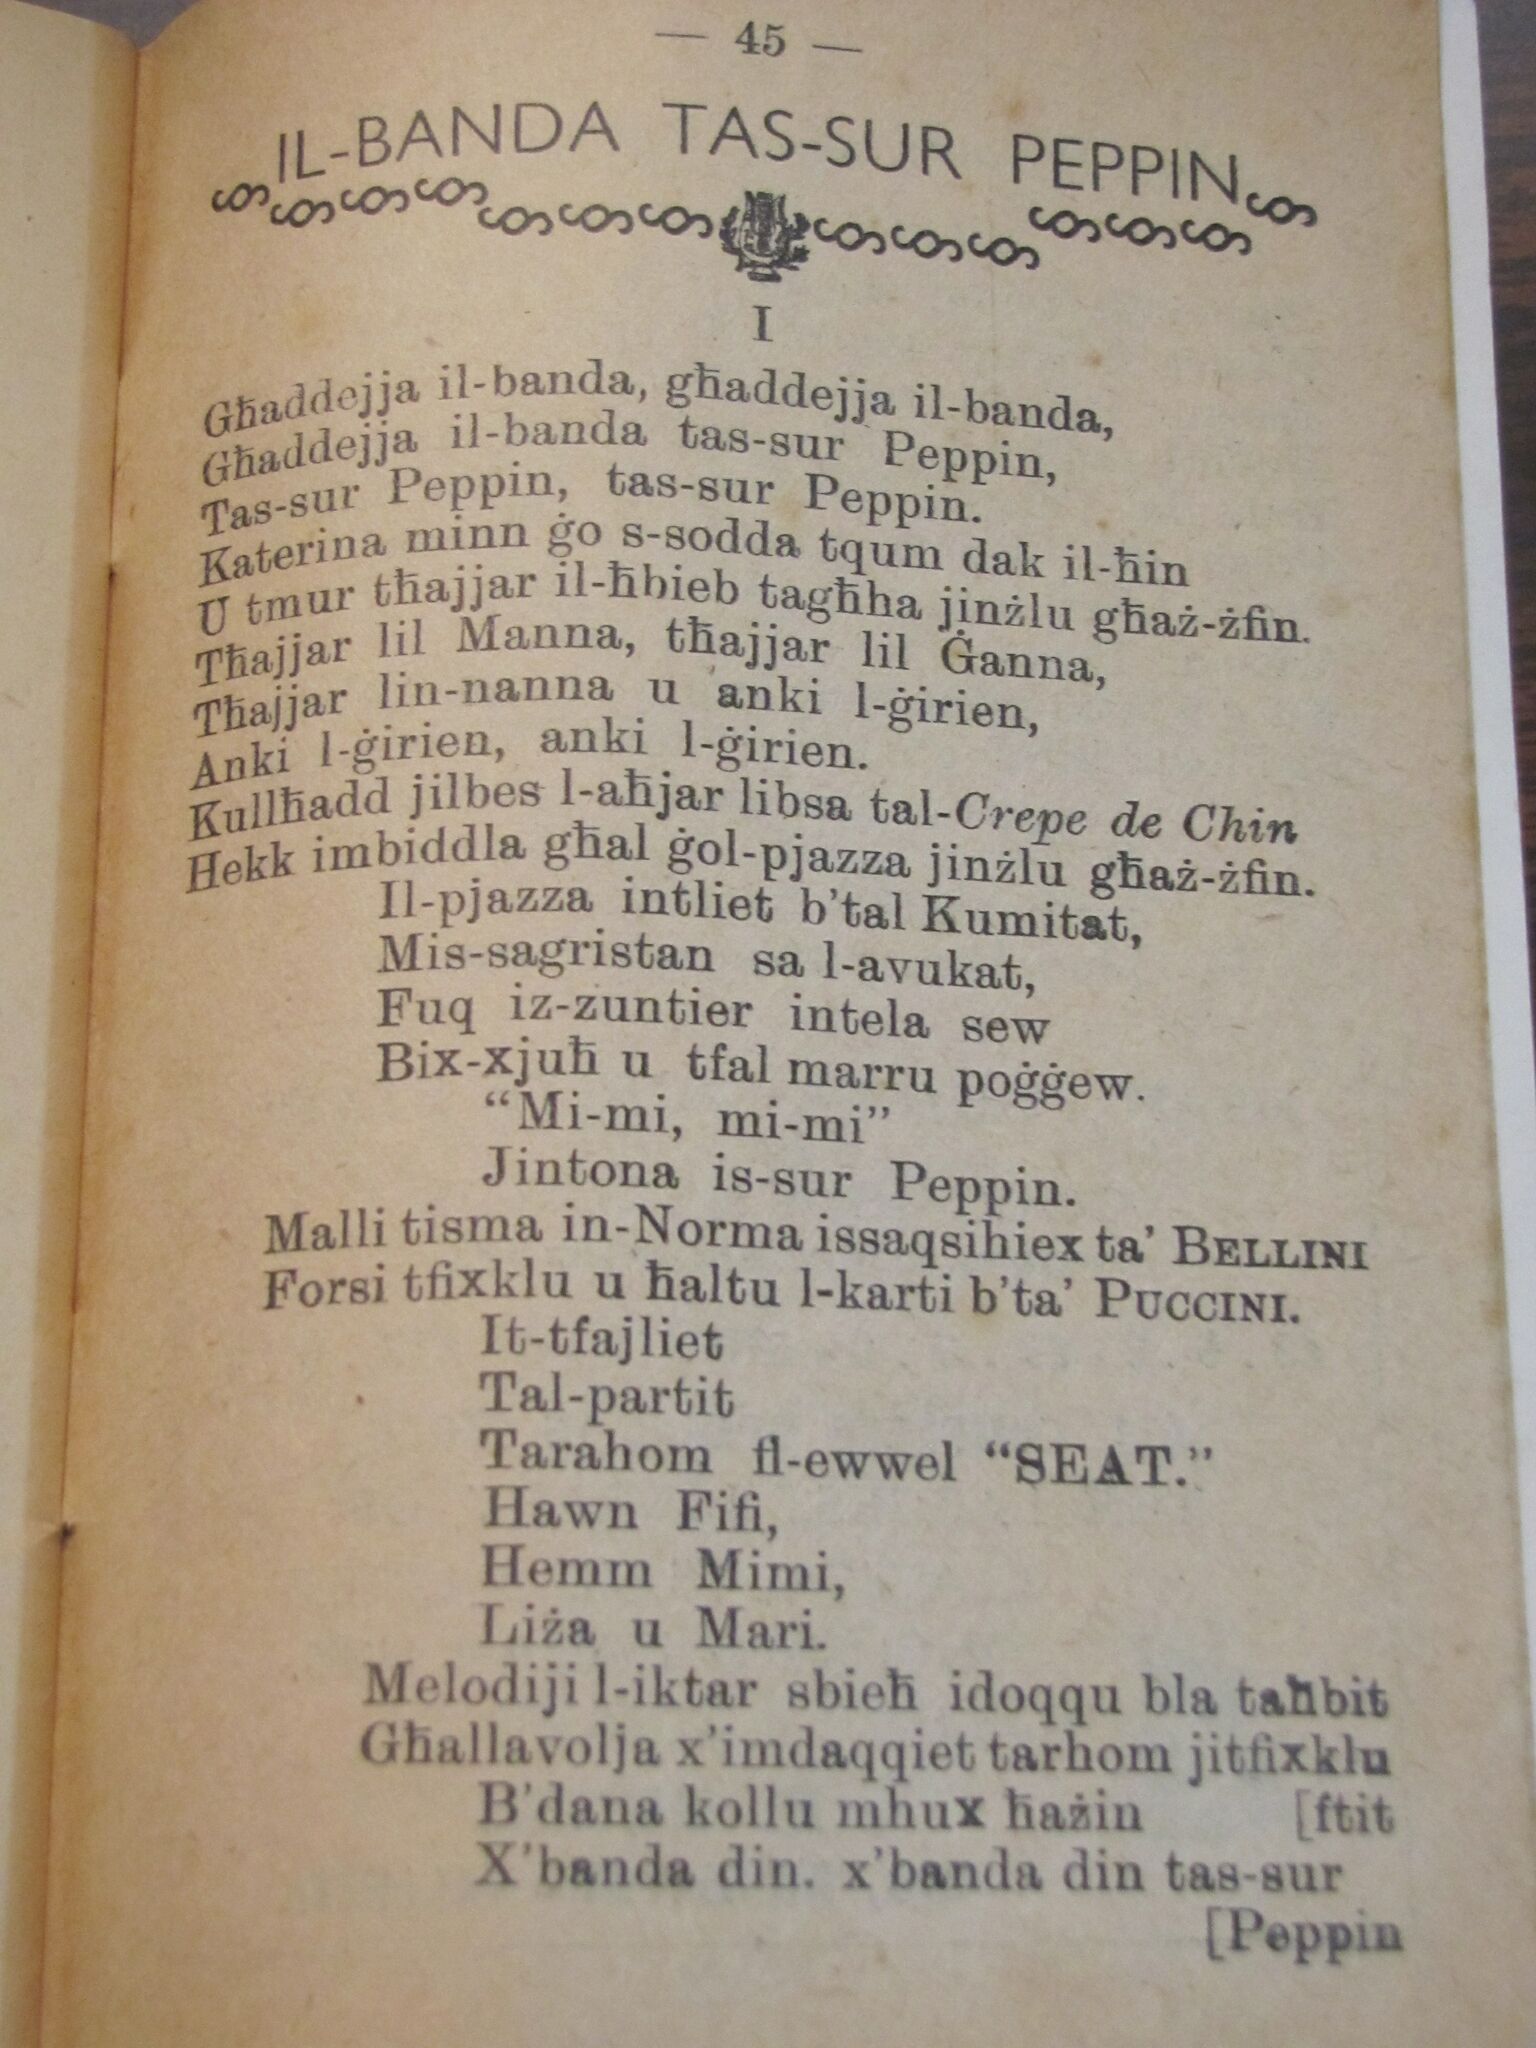 — 45 —
IL-BANDA TAS-SUR PEPPIN
I
Għaddejja il-banda, għaddejja il-banda,
Għaddejja il-banda tas-sur Peppin,
Tas-sur Peppin, tas-sur Peppin.
Katerina minn ġo s-sodda tqum dak il-ħin
U tmur tħajjar il-ħbieb tagħha jinżlu għaż-żfin.
Tħajjar lil Manna, tħajjar lil Ġanna,
Tħajjar lin-nanna u anki l-ġirien,
Anki l-ġirien, anki l-ġirien.
Kullħadd jilbes l-aħjar libsa tal-Crepe de Chin
Hekk imbiddla għal ġol-pjazza jinżlu għaż-żfin.
Il-pjazza intliet b'tal Kumitat,
Mis-sagristan sa l-avukat,
Fuq iz-zuntier intela sew
Bix-xjuħ u tfal marru poġġew.
"Mi-mi, mi-mi"
Jintona is-sur Peppin.
Malli tisma in-Norma issaqsihiex ta' BELLINI
Forsi tfixklu u ħaltu l-karti b'ta' PUCCINI.
It-tfajliet
Tal-partit
Tarahom fl-ewwel "SEAT."
Hawn Fifi,
Hemm Mimi,
Liża u Mari.
Melodiji l-iktar sbieħ idoqqu bla taħbit
Għallavolja x'imdaqqiet tarhom jitfixklu
B'dana kollu mhux ħażin [ftit
X'banda din. x'banda din tas-sur
[Peppin